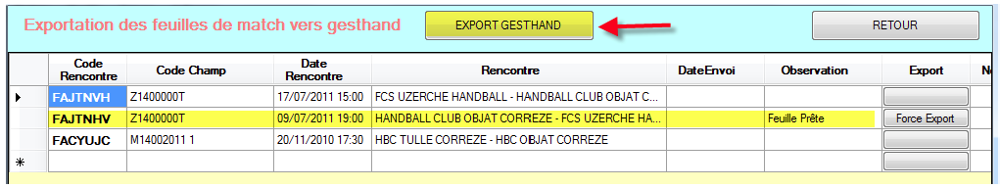 Exportation des feuilles de match vers gesthand EXPORT GESTHAND RETOUR
Code Rencontre Code Champ Date Rencontre Rencontre DateEnvoi Observation Export N
FAJTNVH Z1400000T 17/07/2011 15:00 FCS UZERCHE HANDBALL - HANDBALL CLUB OBJAT C...
FAJTNHV Z1400000T 09/07/2011 19:00 HANDBALL CLUB OBJAT CORREZE - FCS UZERCHE HA... Feuille Prête Force Export
FACYUJC M14002011 1 20/11/2010 17:30 HBC TULLE CORREZE - HBC OBJAT CORREZE